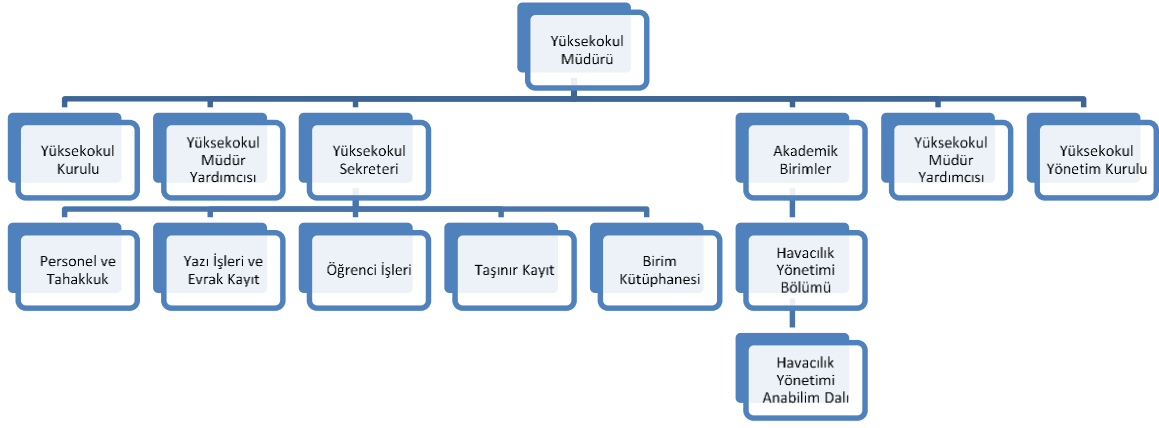 Yüksekokul
Müdürü
Yüksekokul
Kurulu
Yüksekokul
Müdür
Yardımcısı
Yüksekokul
Sekreteri
Akademik
Birimler
Yüksekokul
Müdür
Yardımcısı
Yüksekokul
Yönetim Kurulu
Personel ve
Tahakkuk
Yazı İşleri ve
Evrak Kayıt
Öğrenci İşleri
Taşınır Kayıt
Birim
Kütüphanesi
Havacılık
Yönetimi
Bölümü
Havacılık
Yönetimi
Anabilim Dalı